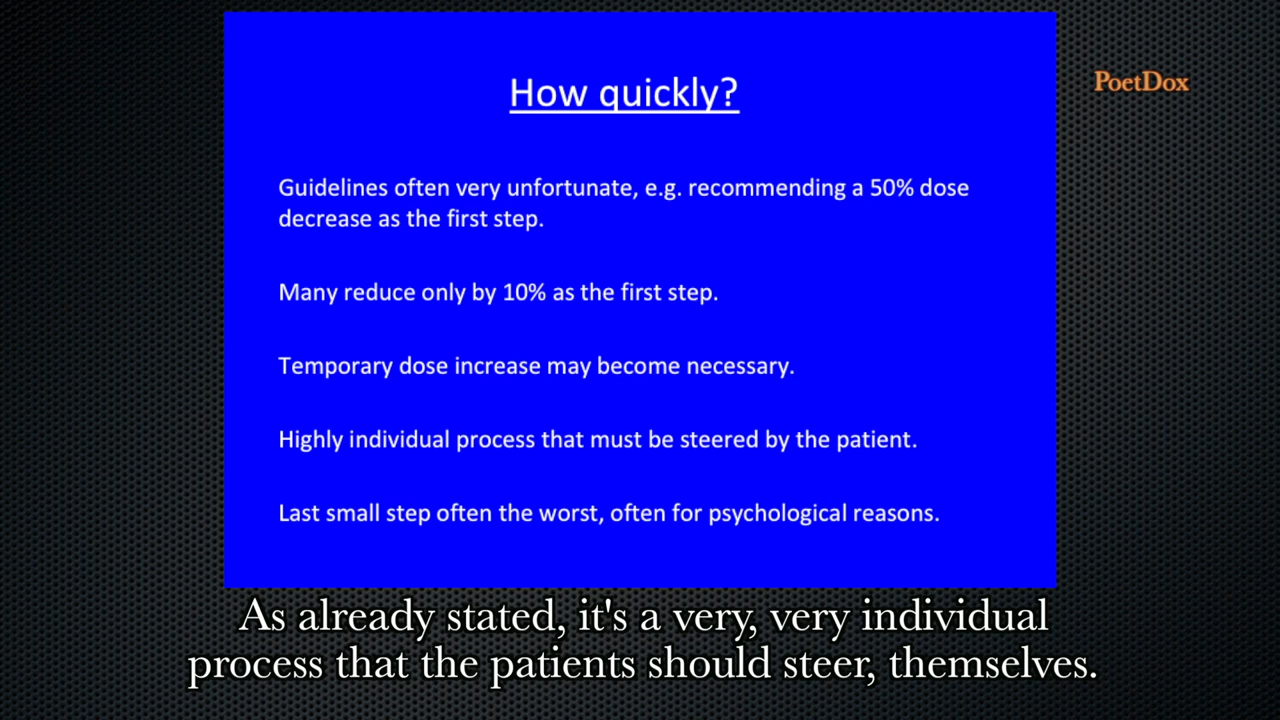 How quickly?
PoetDox
Guidelines often very unfortunate, e.g. recommending a 50% dose
decrease as the first step.
Many reduce only by 10% as the first step.
Temporary dose increase may become necessary.
Highly individual process that must be steered by the patient.
Last small step often the worst, often for psychological reasons.
As already stated, it's a very, very individual
process that the patients should steer, themselves.